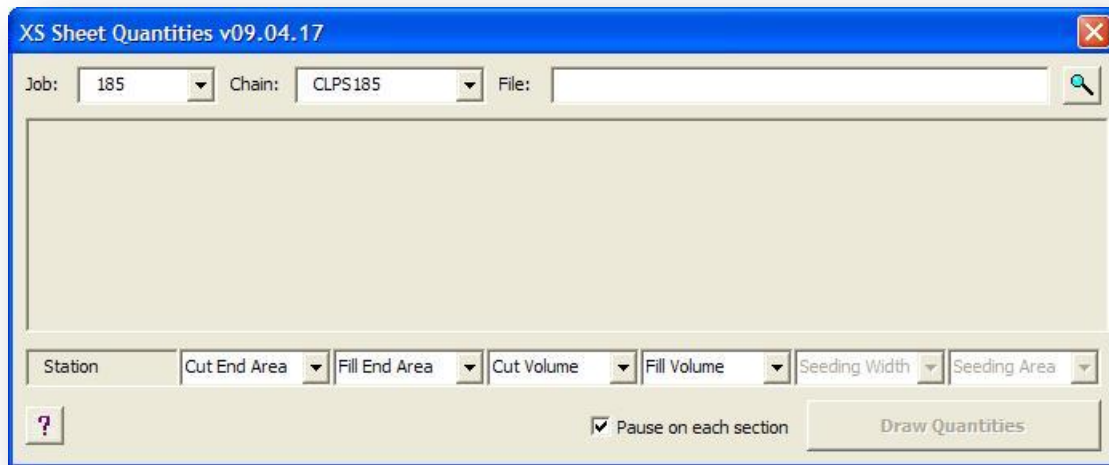 XS Sheet Quantities v09.04.17
Job: 185 Chain: CLPS185 File:
Station Cut End Area Fill End Area Cut Volume Fill Volume Seeding Width Seeding Area
? Pause on each section Draw Quantities